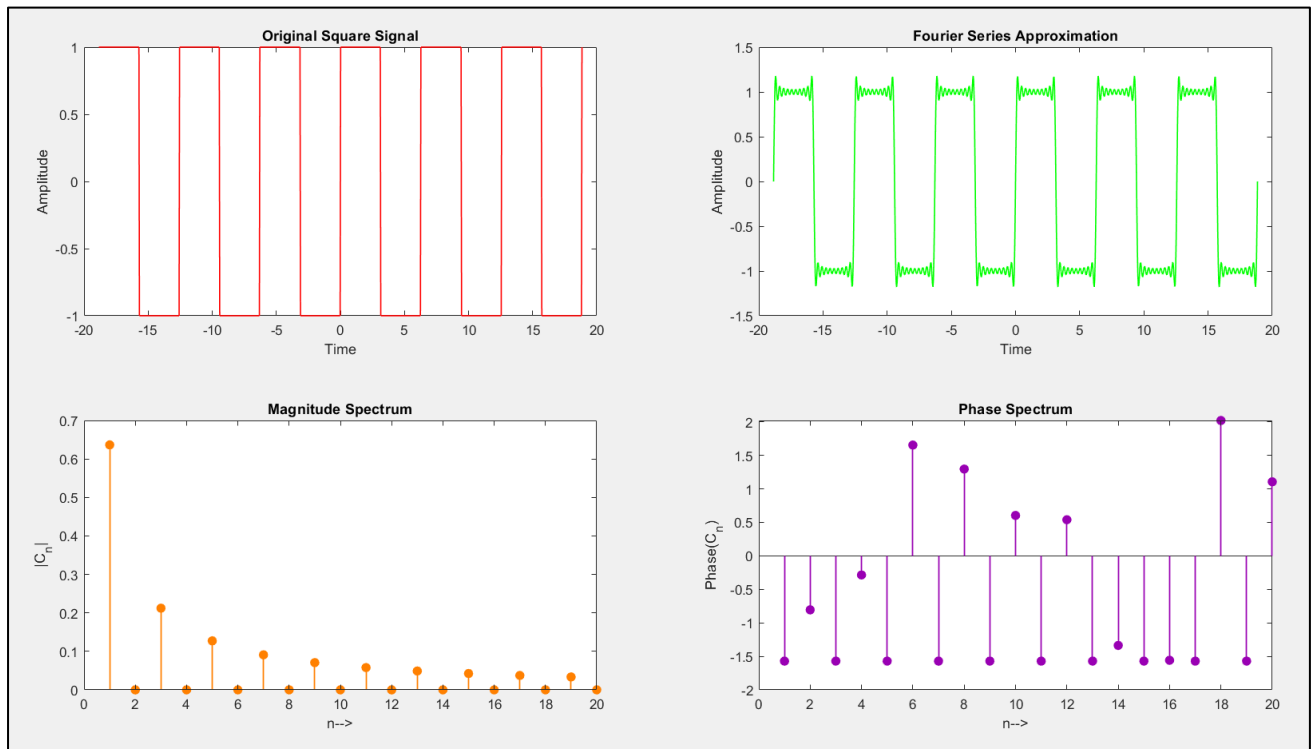 Original Square Signal
1
0.5
0
-0.5
-1
Amplitude
-20 -15 -10 -5 0 5 10 15 20
Time
Fourier Series Approximation
1.5
1
0.5
0
-0.5
-1
-1.5
Amplitude
-20 -15 -10 -5 0 5 10 15 20
Time
Magnitude Spectrum
0.7
0.6
0.5
0.4
0.3
0.2
0.1
0
|C_n|
0 2 4 6 8 10 12 14 16 18 20
n-->
Phase Spectrum
2
1.5
1
0.5
0
-0.5
-1
-1.5
-2
Phase(C_n)
0 2 4 6 8 10 12 14 16 18 20
n-->